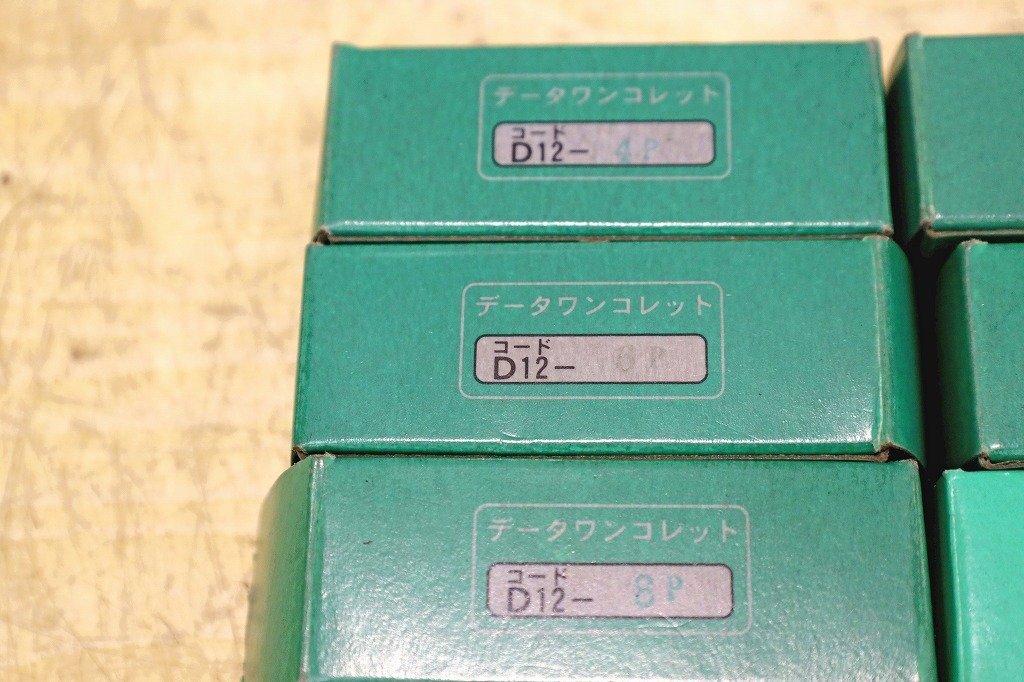 データワンコレット
コード
D12- 4P
データワンコレット
コード
D12- 6P
データワンコレット
コード
D12- 8P